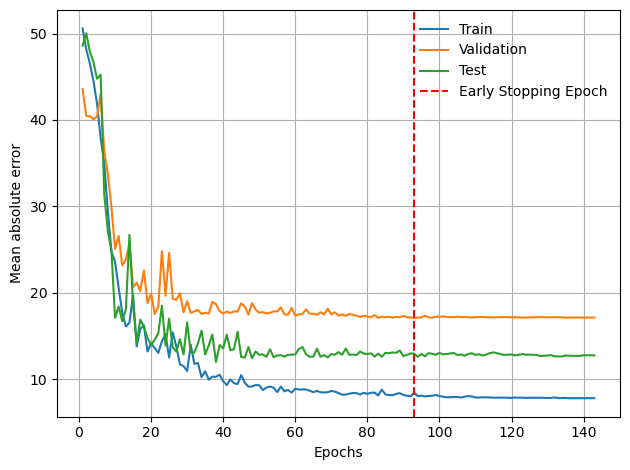 Mean absolute error
50
40
30
20
10
0
20
40
60
80
100
120
140
Epochs
Train
Validation
Test
Early Stopping Epoch